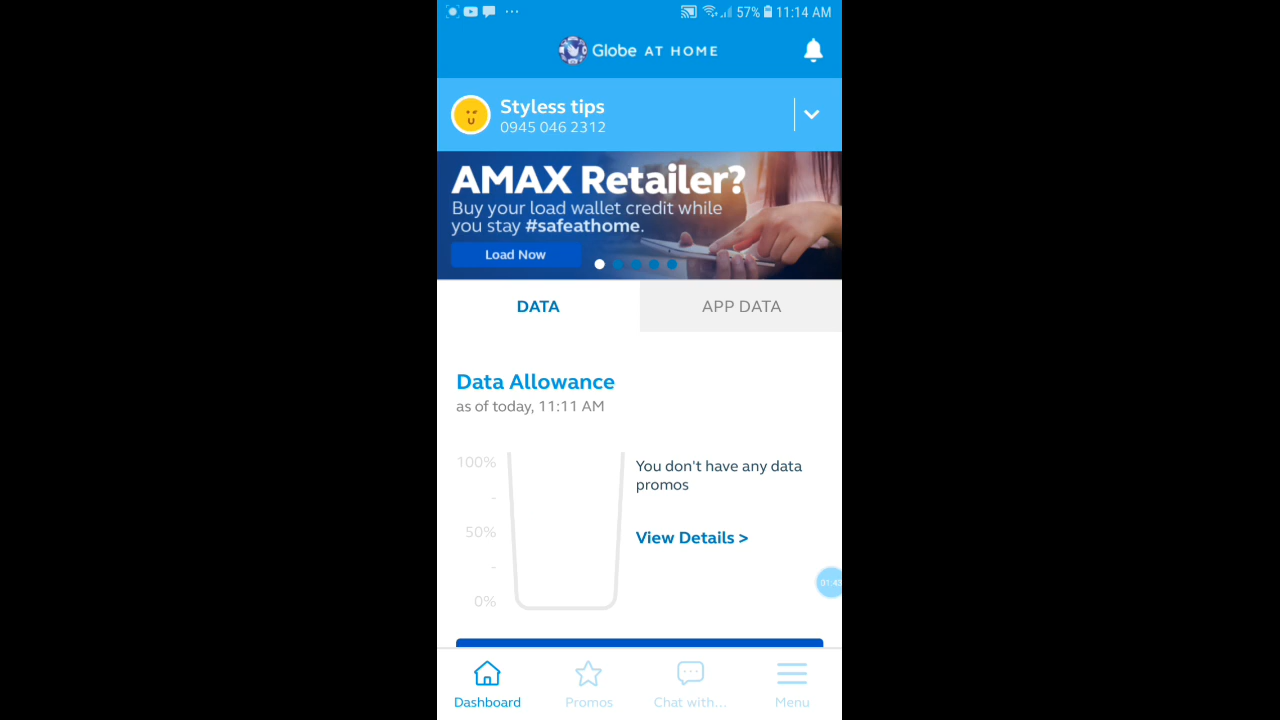 57% 11:14 AM
Globe AT HOME
Styless tips
0945 046 2312
AMAX Retailer?
Buy your load wallet credit while
you stay #safeathome.
Load Now
DATA
APP DATA
Data Allowance
as of today, 11:11 AM
100%
-
50%
-
0%
You don't have any data
promos
View Details >
Dashboard
Promos
Chat with...
Menu